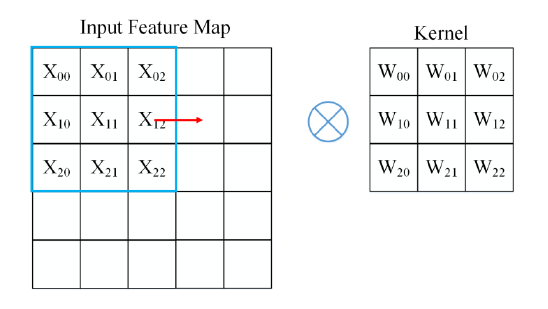 Input Feature Map
Kernel
X₀₀ X₀₁ X₀₂
X₁₀ X₁₁ X₁₂
X₂₀ X₂₁ X₂₂
W₀₀ W₀₁ W₀₂
W₁₀ W₁₁ W₁₂
W₂₀ W₂₁ W₂₂